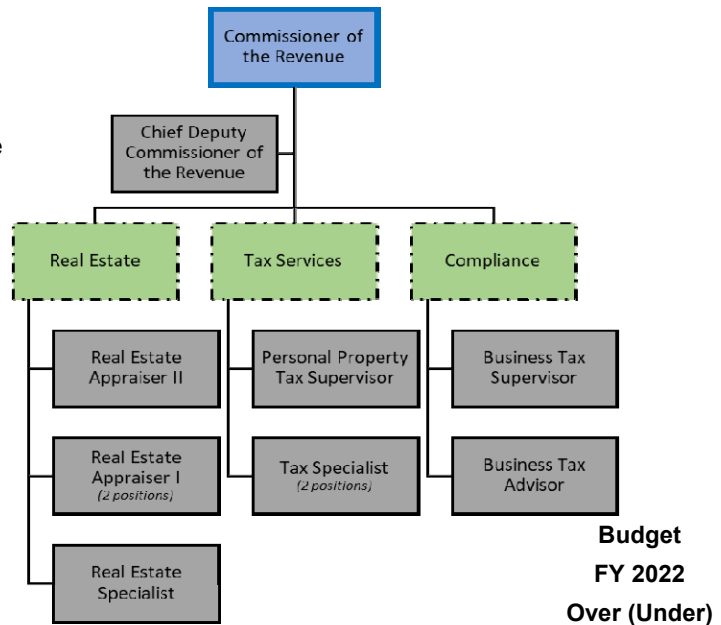 Commissioner of
the Revenue
Chief Deputy
Commissioner of
the Revenue
e
Real Estate
Tax Services
Compliance
Real Estate
Appraiser II
Personal Property
Tax Supervisor
Business Tax
Supervisor
Real Estate
Appraiser I
(2 positions)
Tax Specialist
(2 positions)
Business Tax
Advisor
Real Estate
Specialist
Budget
FY 2022
Over (Under)